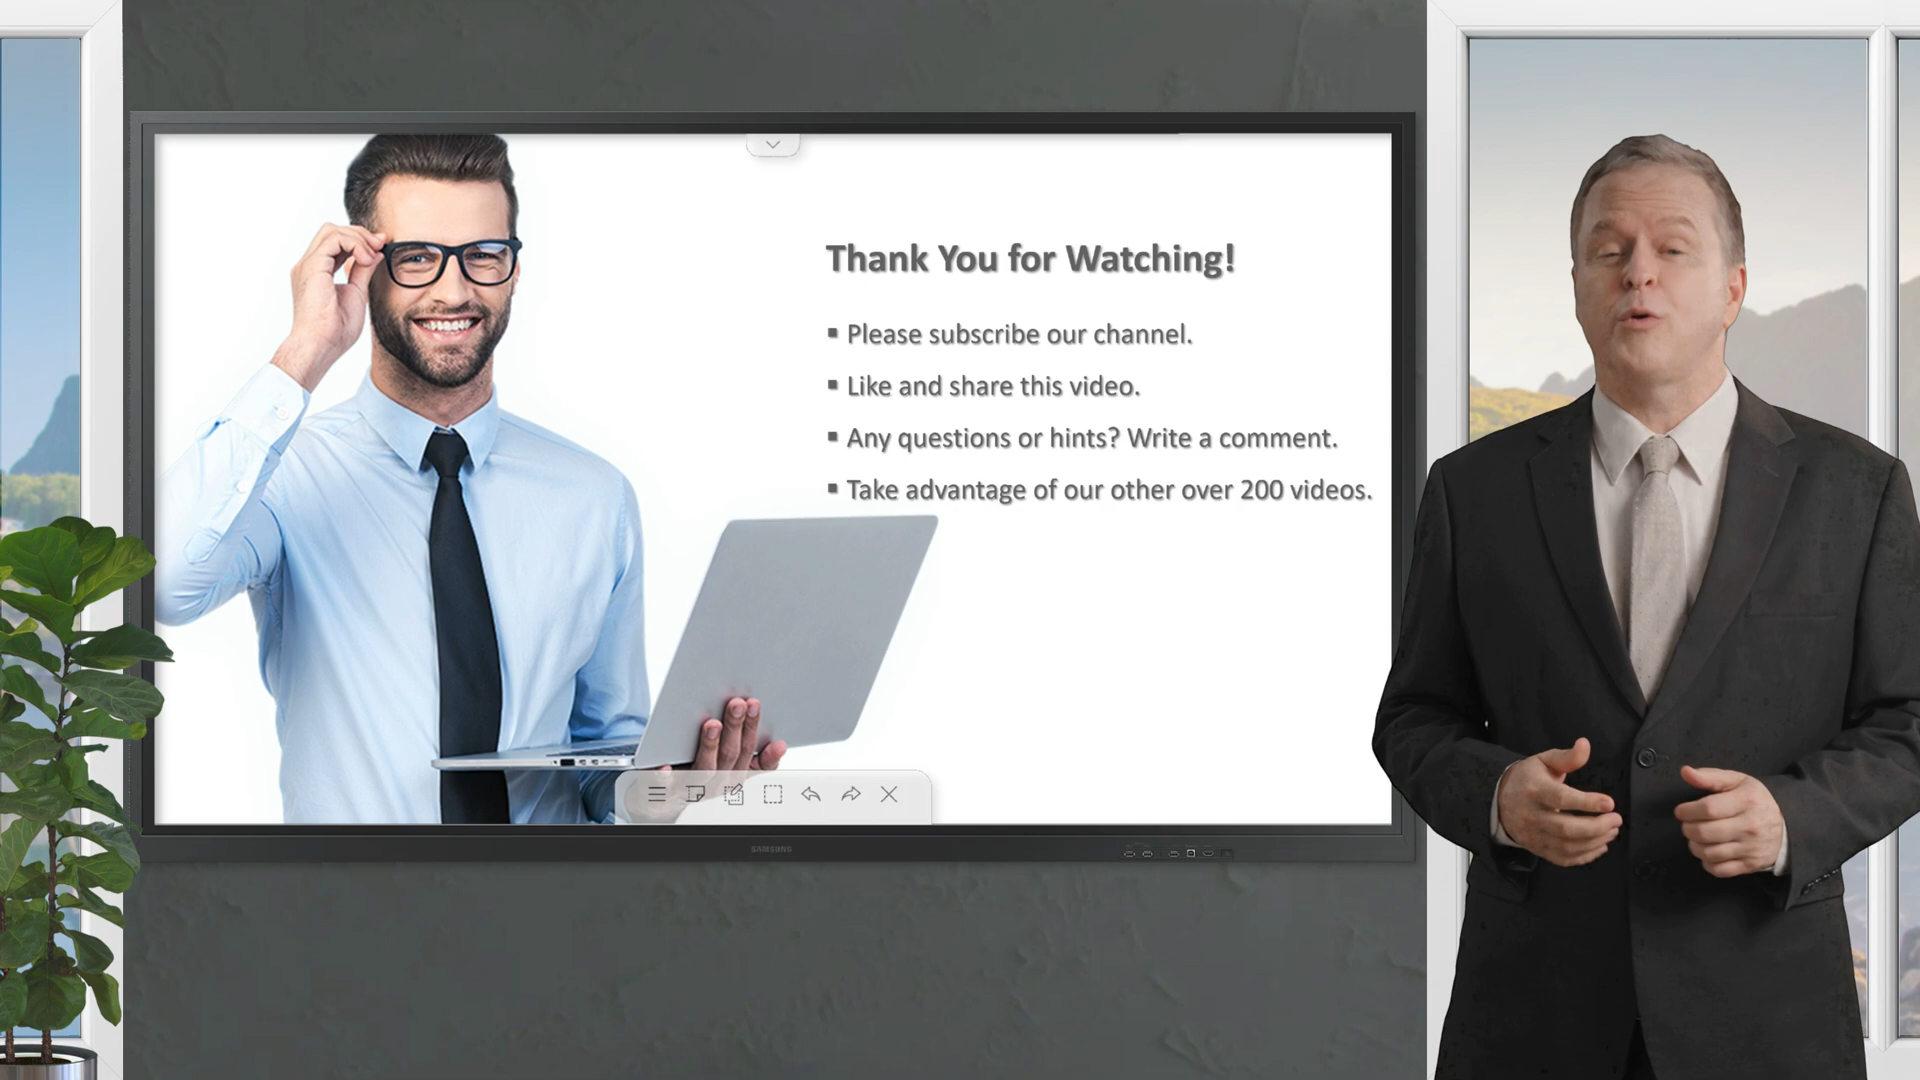 Thank You for Watching!
▪ Please subscribe our channel.
▪ Like and share this video.
▪ Any questions or hints? Write a comment.
▪ Take advantage of our other over 200 videos.
SAMSUNG